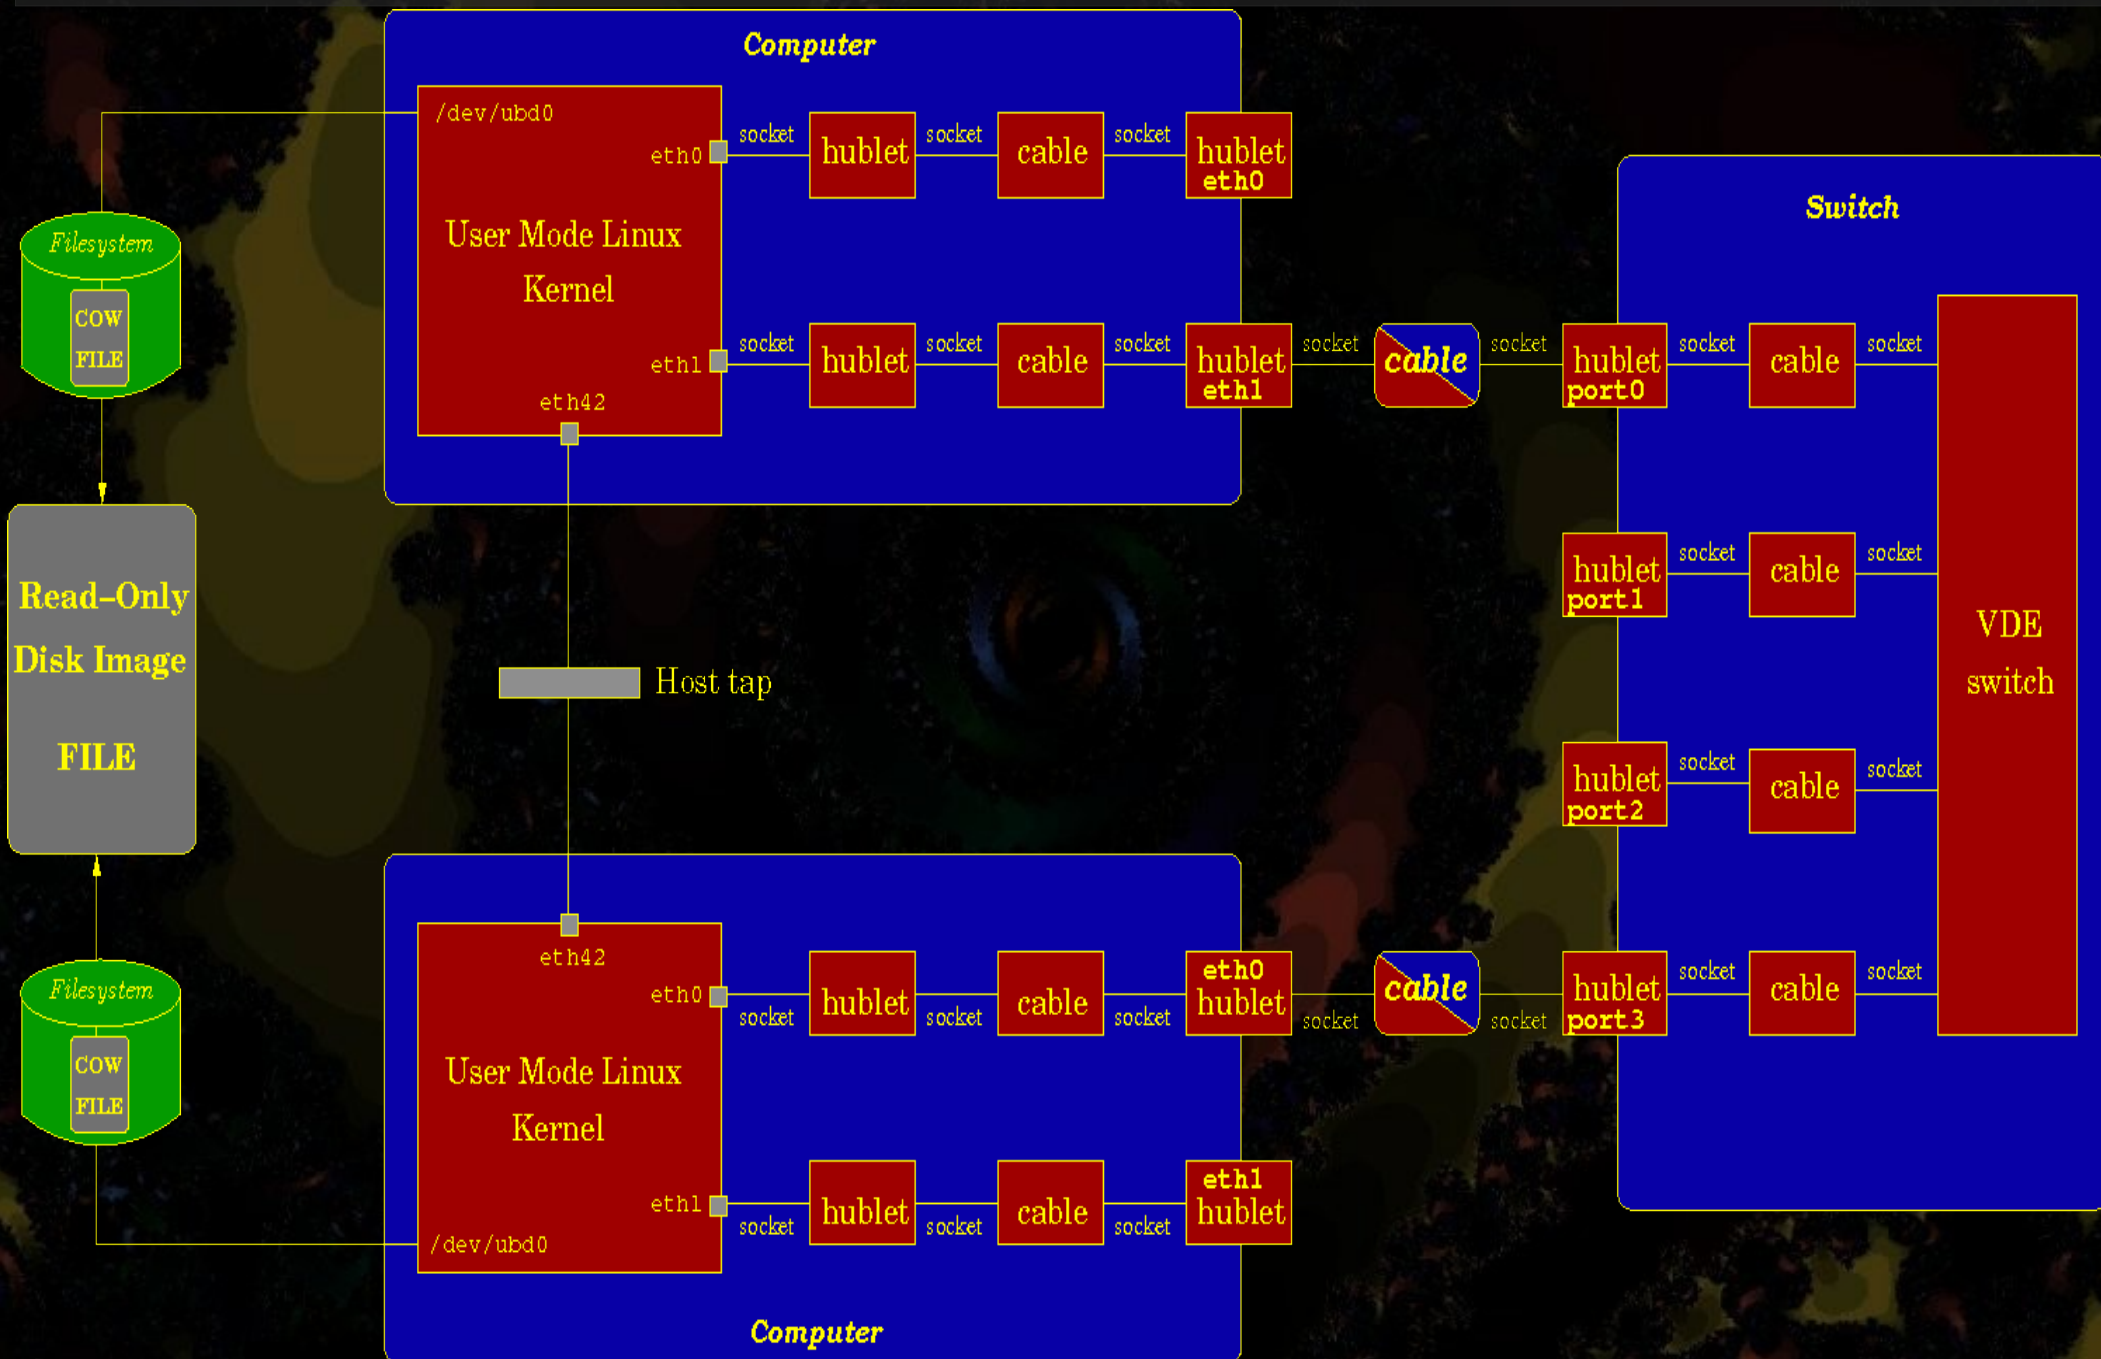 Computer
/dev/ubd0
eth0
socket
hublet
socket
cable
socket
hublet
eth0
User Mode Linux
Kernel
eth1
socket
hublet
socket
cable
socket
hublet
eth1
eth42
socket
cable
socket
Filesystem
COW
FILE
Read-Only
Disk Image
FILE
Host tap
Switch
hublet
port0
socket
cable
socket
hublet
port1
socket
cable
socket
VDE
switch
hublet
port2
socket
cable
socket
hublet
port3
socket
cable
socket
Filesystem
COW
FILE
eth42
eth0
socket
hublet
socket
cable
socket
eth0
hublet
socket
cable
socket
User Mode Linux
Kernel
eth1
socket
hublet
socket
cable
socket
eth1
hublet
/dev/ubd0
Computer